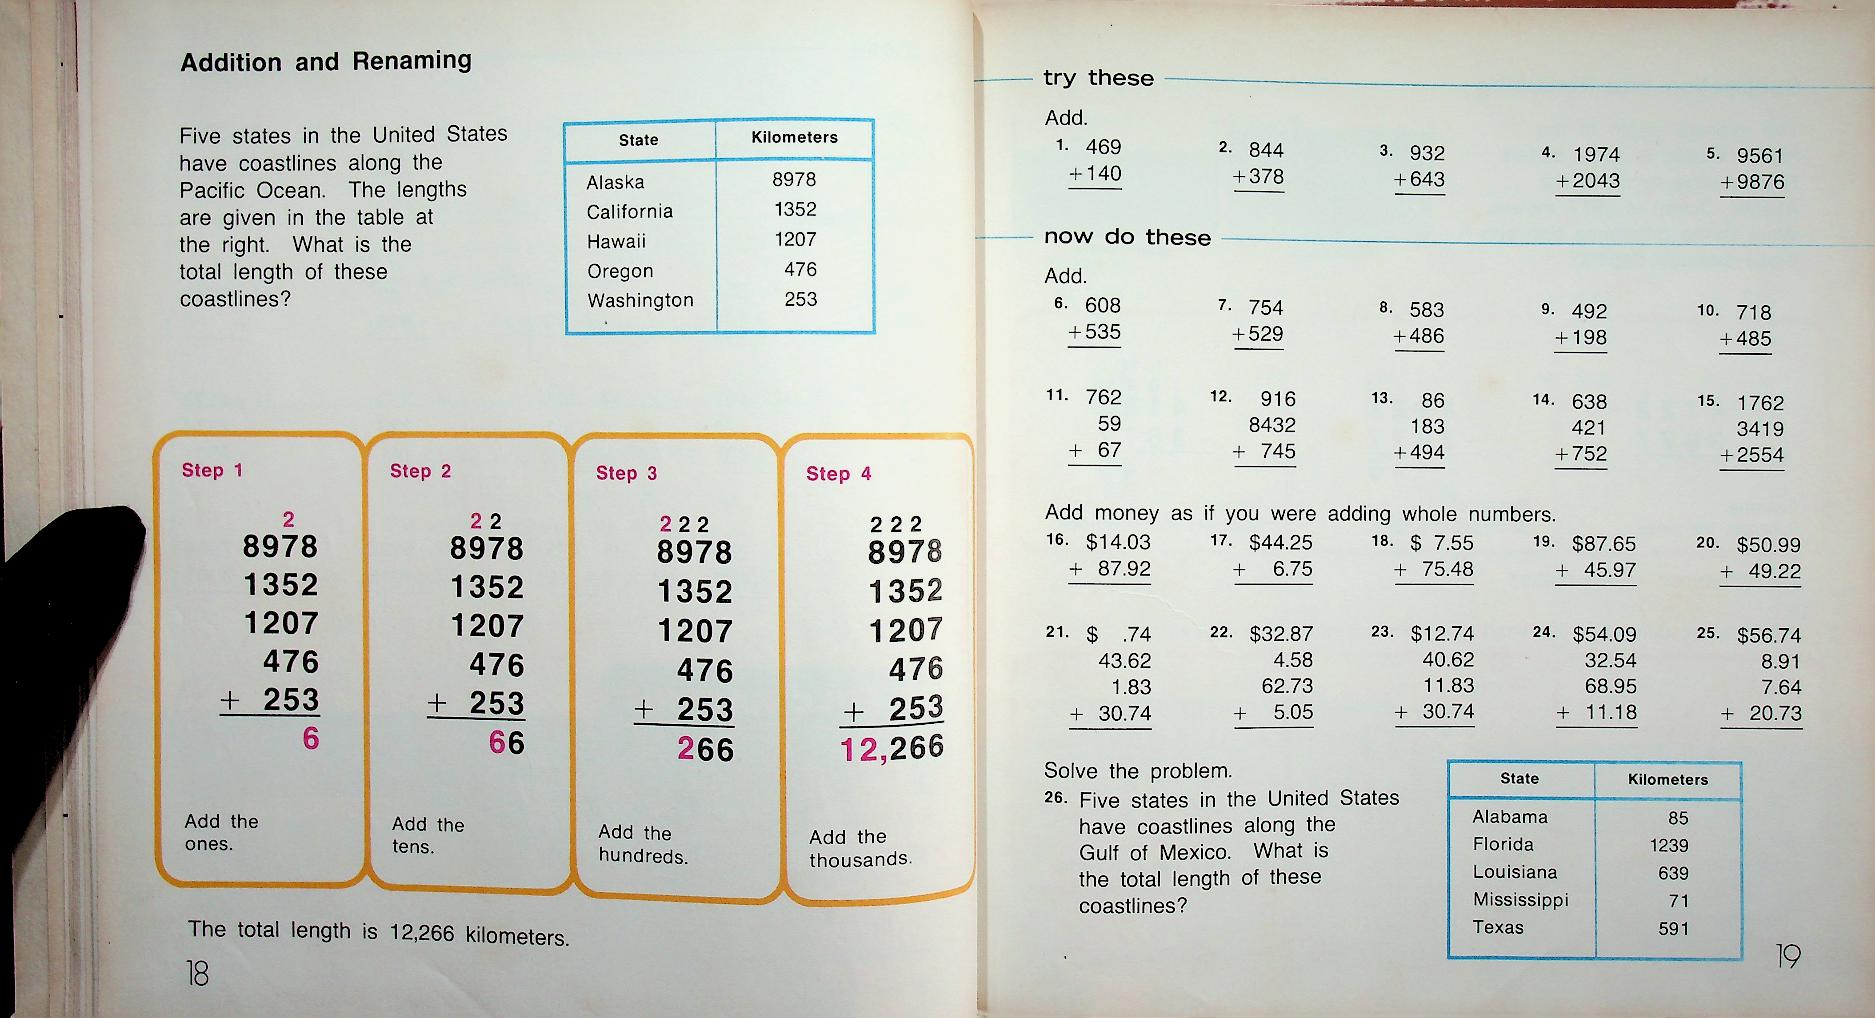 Addition and Renaming
Five states in the United States
have coastlines along the
Pacific Ocean. The lengths
are given in the table at
the right. What is the
total length of these
coastlines?
State Kilometers
Alaska 8978
California 1352
Hawaii 1207
Oregon 476
Washington 253
Step 1
2
8978
1352
1207
476
+ 253
6
Add the
ones.
Step 2
2 2
8978
1352
1207
476
+ 253
66
Add the
tens.
Step 3
2 2 2
8978
1352
1207
476
+ 253
266
Add the
hundreds.
Step 4
2 2 2
8978
1352
1207
476
+ 253
12,266
Add the
thousands.
The total length is 12,266 kilometers.
18
try these
Add.
1. 469 2. 844 3. 932 4. 1974 5. 9561
+140 +378 +643 +2043 +9876
now do these
Add.
6. 608 7. 754 8. 583 9. 492 10. 718
+535 +529 +486 +198 +485
11. 762 12. 916 13. 86 14. 638 15. 1762
59 8432 183 421 3419
+ 67 + 745 +494 +752 +2554
Add money as if you were adding whole numbers.
16. $14.03 17. $44.25 18. $ 7.55 19. $87.65 20. $50.99
+ 87.92 + 6.75 + 75.48 + 45.97 + 49.22
21. $ .74 22. $32.87 23. $12.74 24. $54.09 25. $56.74
43.62 4.58 40.62 32.54 8.91
1.83 62.73 11.83 68.95 7.64
+ 30.74 + 5.05 + 30.74 + 11.18 + 20.73
Solve the problem.
26. Five states in the United States
have coastlines along the
Gulf of Mexico. What is
the total length of these
coastlines?
State Kilometers
Alabama 85
Florida 1239
Louisiana 639
Mississippi 71
Texas 591
19